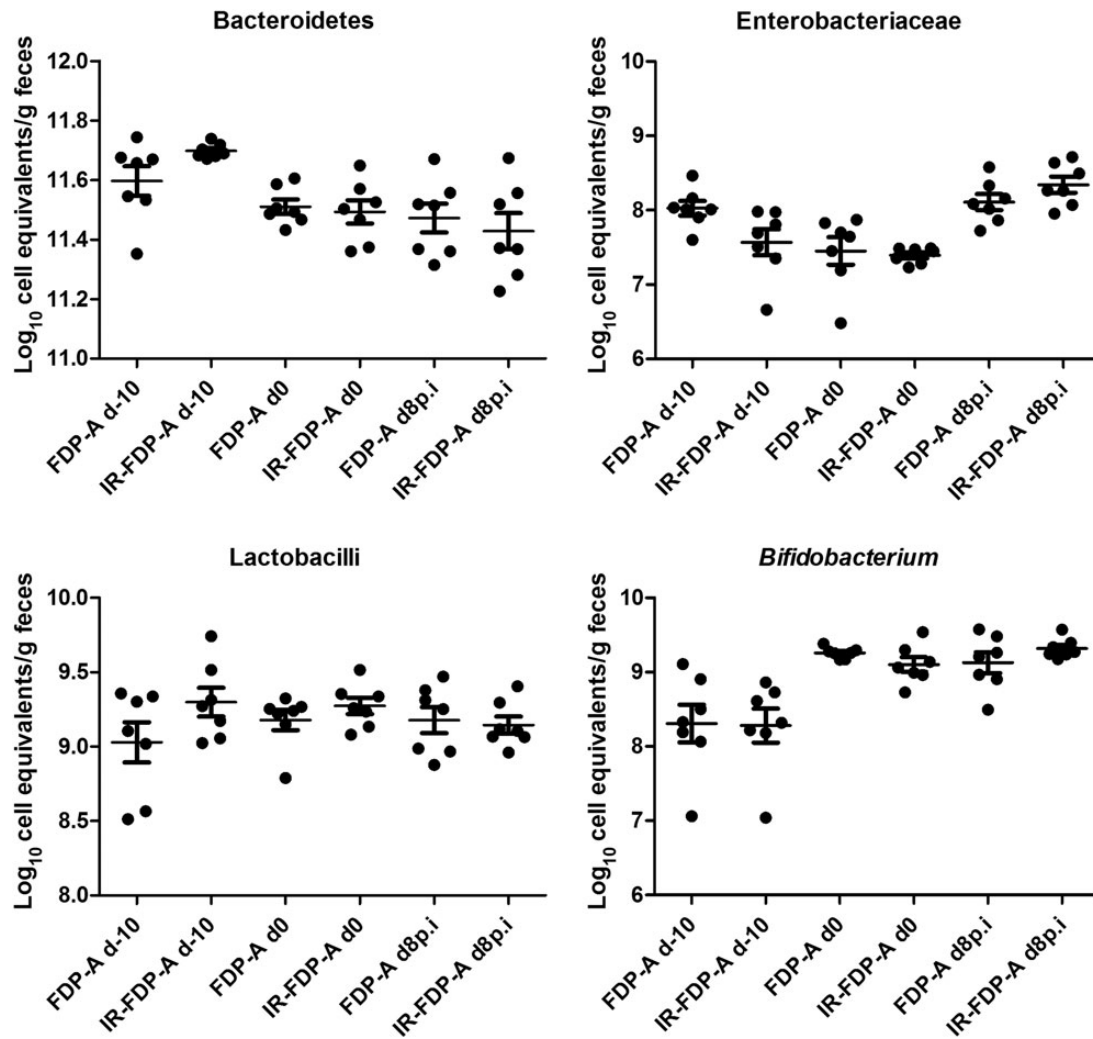 Bacteroidetes
Log10 cell equivalents/g feces
12.0
11.8
11.6
11.4
11.2
11.0
FDP-A d-10
IR-FDP-A d-10
FDP-A d0
IR-FDP-A d0
FDP-A d8p.i
IR-FDP-A d8p.i
Enterobacteriaceae
Log10 cell equivalents/g feces
10
9
8
7
6
FDP-A d-10
IR-FDP-A d-10
FDP-A d0
IR-FDP-A d0
FDP-A d8p.i
IR-FDP-A d8p.i
Lactobacilli
Log10 cell equivalents/g feces
10.0
9.5
9.0
8.5
8.0
FDP-A d-10
IR-FDP-A d-10
FDP-A d0
IR-FDP-A d0
FDP-A d8p.i
IR-FDP-A d8p.i
Bifidobacterium
Log10 cell equivalents/g feces
10
9
8
7
6
FDP-A d-10
IR-FDP-A d-10
FDP-A d0
IR-FDP-A d0
FDP-A d8p.i
IR-FDP-A d8p.i